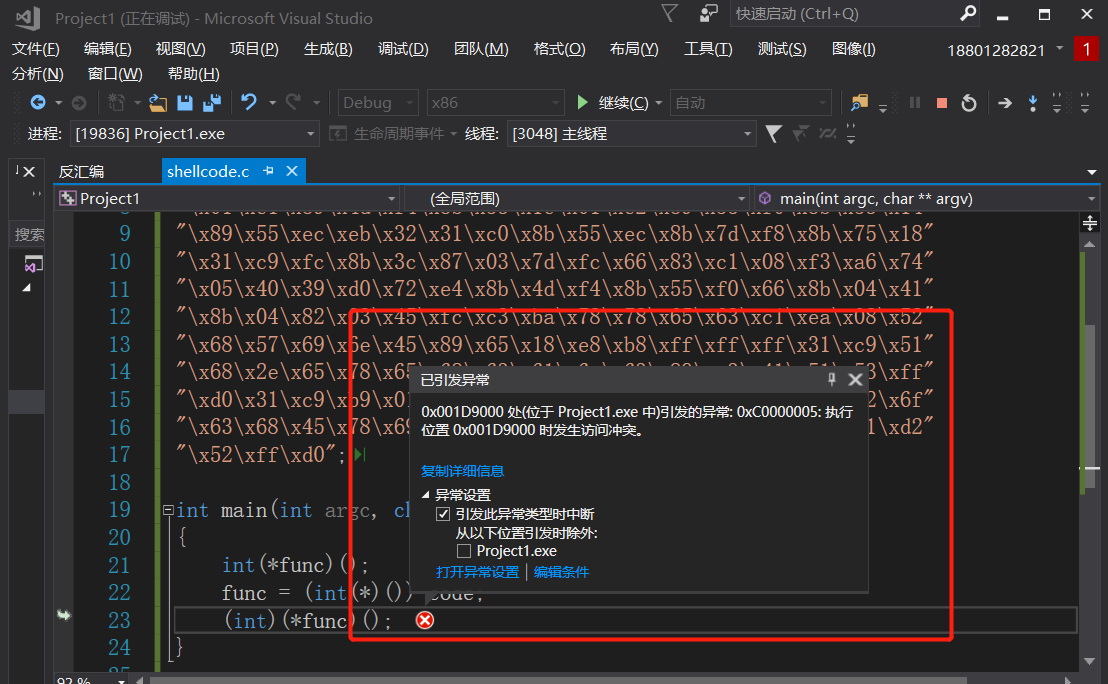 Project1 (正在调试) - Microsoft Visual Studio
快速启动 (Ctrl+Q)
文件(F) 编辑(E) 视图(V) 项目(P) 生成(B) 调试(D) 团队(M) 格式(O) 布局(Y) 工具(T) 测试(S) 图像(I) 18801282821 1
分析(N) 窗口(W) 帮助(H)
Debug x86 继续(C) 自动
进程: [19836] Project1.exe 生命周期事件 线程: [3048] 主线程
反汇编 shellcode.c
Project1 (全局范围) main(int argc, char ** argv)
搜索
9 "\x89\x55\xec\xeb\x32\x31\xc0\x8b\x55\xec\x8b\x7d\xf8\x8b\x75\x18"
10 "\x31\xc9\xfc\x8b\x3c\x87\x03\x7d\xfc\x66\x83\xc1\x08\xf3\xa6\x74"
11 "\x05\x40\x39\xd0\x72\xe4\x8b\x4d\xf4\x8b\x55\xf0\x66\x8b\x04\x41"
12 "\x8b\x04\x82\x03\x45\xfc\xc3\xba\x78\x78\x65\x63\xc1\xea\x08\x52"
13 "\x68\x57\x69\x6e\x45\x89\x65\x18\xe8\xb8\xff\xff\xff\x31\xc9\x51"
14 "\x68\x2e\x65\x78\x65\x53\xff"
15 "\xd0\x31\xc9\xb9\x01 \x6f"
16 "\x63\x68\x45\x78\x69 \xd2"
17 "\x52\xff\xd0";
18
19 int main(int argc, ch
20 {
21 int(*func)();
22 func = (int(*)()) code;
23 (int)(*func)();
24 }
已引发异常
0x001D9000 处(位于 Project1.exe 中)引发的异常: 0xC0000005: 执行
位置 0x001D9000 时发生访问冲突。
复制详细信息
异常设置
引发此异常类型时中断
从以下位置引发时除外:
Project1.exe
打开异常设置 | 编辑条件
92 %